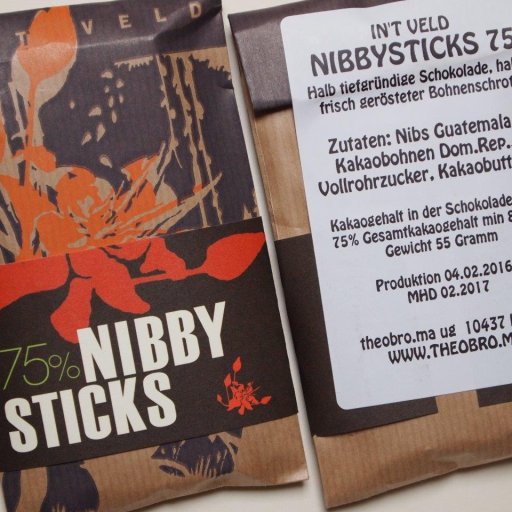 T VELD
75% NIBBY
STICKS
IN'T VELD
NIBBYSTICKS 75
Halb tiefgründige Schokolade, hal
frisch gerösteter Bohnenschrot
Zutaten: Nibs Guatemala
Kakaobohnen Dom.Rep.
Vollrohrzucker, Kakaobutt
Kakaogehalt in der Schokolade
75% Gesamtkakaogehalt min 8
Gewicht 55 Gramm
Produktion 04.02.2016
MHD 02.2017
theobro.ma ug 10437
WWW.THEOBRO.M